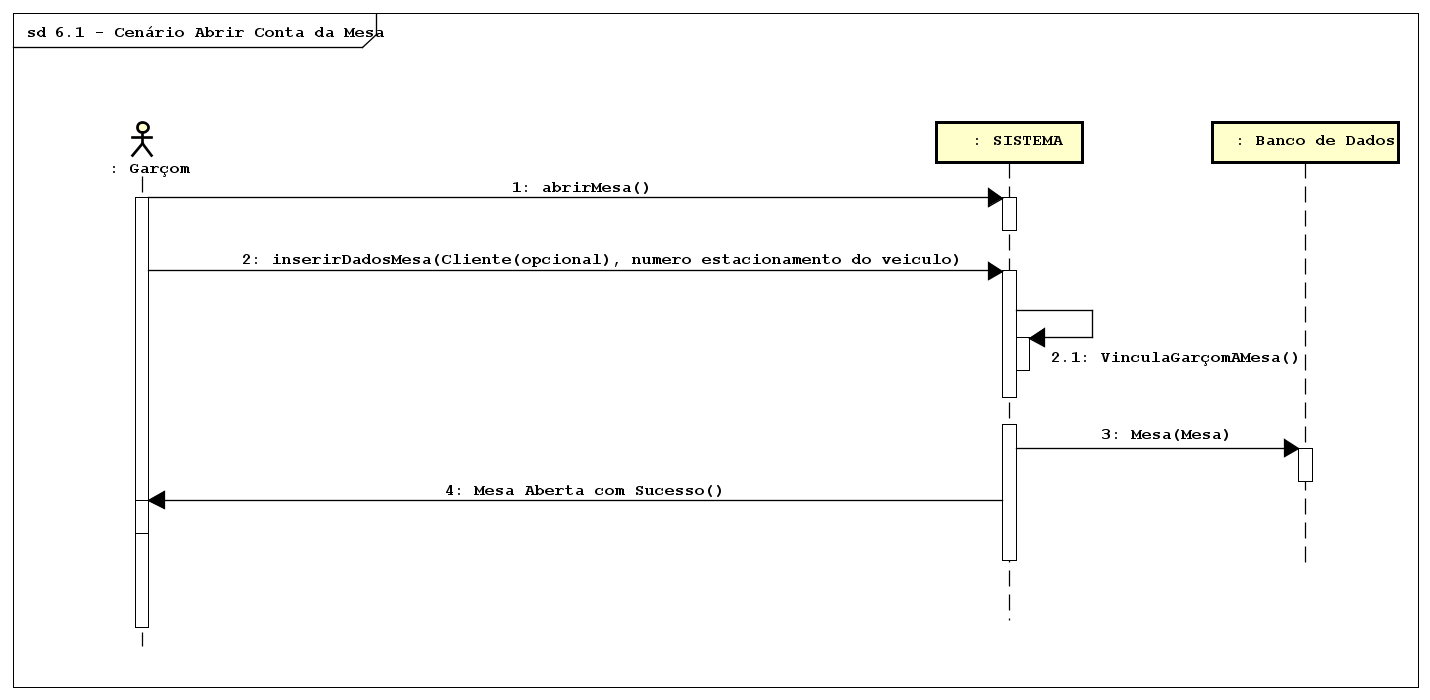 sd 6.1 - Cenário Abrir Conta da Mesa
: Garçom
: SISTEMA
: Banco de Dados
1: abrirMesa()
2: inserirDadosMesa(Cliente(opcional), numero estacionamento do veiculo)
2.1: VinculaGarçomAMesa()
3: Mesa(Mesa)
4: Mesa Aberta com Sucesso()